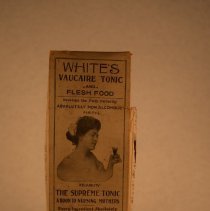 WHITE'S
VAUCAIRE TONIC
AND
FLESH FOOD
ABSOLUTELY NON ALCOHOLIC
THE SUPREME TONIC
A BOON TO NURSING MOTHERS